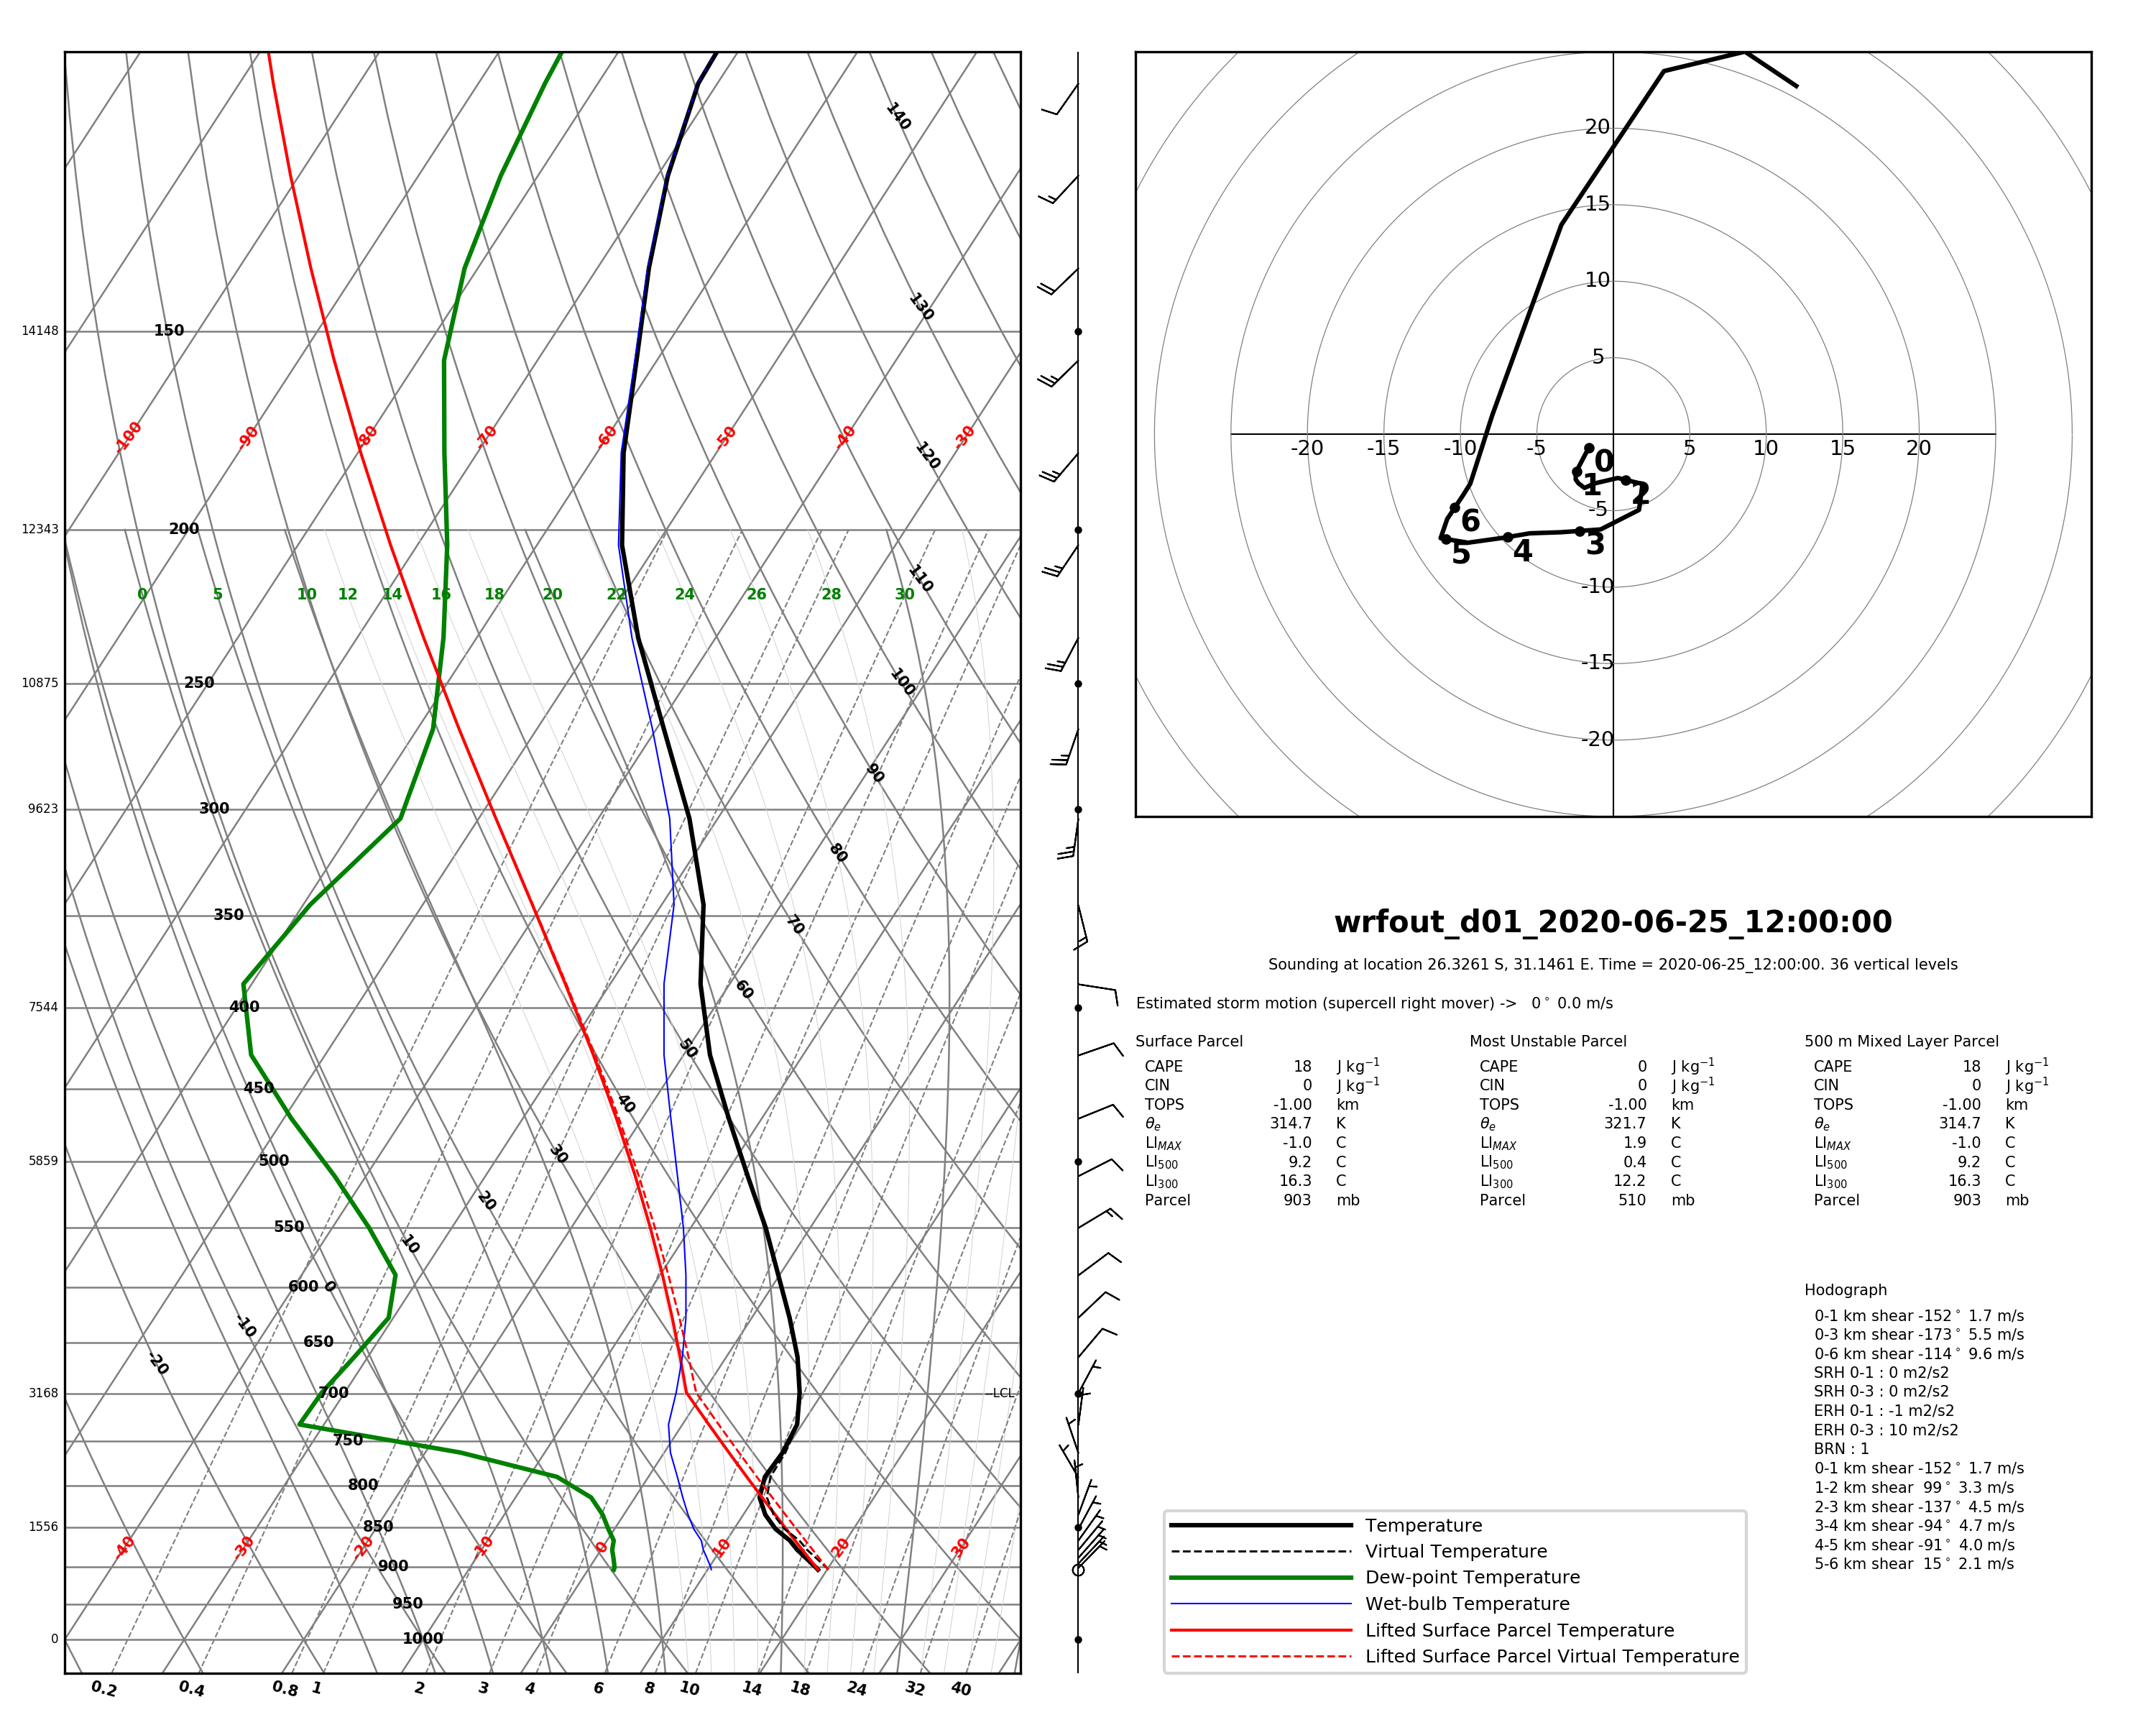 140
130
14148 150
-100 -90 -80 -70 -60 -50 -40 -30
120
12343 200
110
0 5 10 12 14 16 18 20 22 24 26 28 30
10875 250
100
90
9623 300
80
350
70
60
7544 400
50
450
40
5859 500
30
20
550
10
600 0
-10
650
-20
3168 700
—LCL
750
800
1556 850
-40 -30 -20 -10 0 10 20 30
900
950
0 1000
0.2 0.4 0.8 1 2 3 4 6 8 10 14 18 24 32 40
20
15
10
5
-20 -15 -10 -5 5 10 15 20
0
1 2
-5
6
3
4
5
-10
-15
-20
wrfout_d01_2020-06-25_12:00:00
Sounding at location 26.3261 S, 31.1461 E. Time = 2020-06-25_12:00:00. 36 vertical levels
Estimated storm motion (supercell right mover) -> 0° 0.0 m/s
Surface Parcel Most Unstable Parcel 500 m Mixed Layer Parcel
CAPE 18 J kg⁻¹ CAPE 0 J kg⁻¹ CAPE 18 J kg⁻¹
CIN 0 J kg⁻¹ CIN 0 J kg⁻¹ CIN 0 J kg⁻¹
TOPS -1.00 km TOPS -1.00 km TOPS -1.00 km
θe 314.7 K θe 321.7 K θe 314.7 K
LIMAX -1.0 C LIMAX 1.9 C LIMAX -1.0 C
LI500 9.2 C LI500 0.4 C LI500 9.2 C
LI300 16.3 C LI300 12.2 C LI300 16.3 C
Parcel 903 mb Parcel 510 mb Parcel 903 mb
Hodograph
0-1 km shear -152° 1.7 m/s
0-3 km shear -173° 5.5 m/s
0-6 km shear -114° 9.6 m/s
SRH 0-1 : 0 m2/s2
SRH 0-3 : 0 m2/s2
ERH 0-1 : -1 m2/s2
ERH 0-3 : 10 m2/s2
BRN : 1
0-1 km shear -152° 1.7 m/s
1-2 km shear 99° 3.3 m/s
2-3 km shear -137° 4.5 m/s
3-4 km shear -94° 4.7 m/s
4-5 km shear -91° 4.0 m/s
5-6 km shear 15° 2.1 m/s
Temperature
Virtual Temperature
Dew-point Temperature
Wet-bulb Temperature
Lifted Surface Parcel Temperature
Lifted Surface Parcel Virtual Temperature